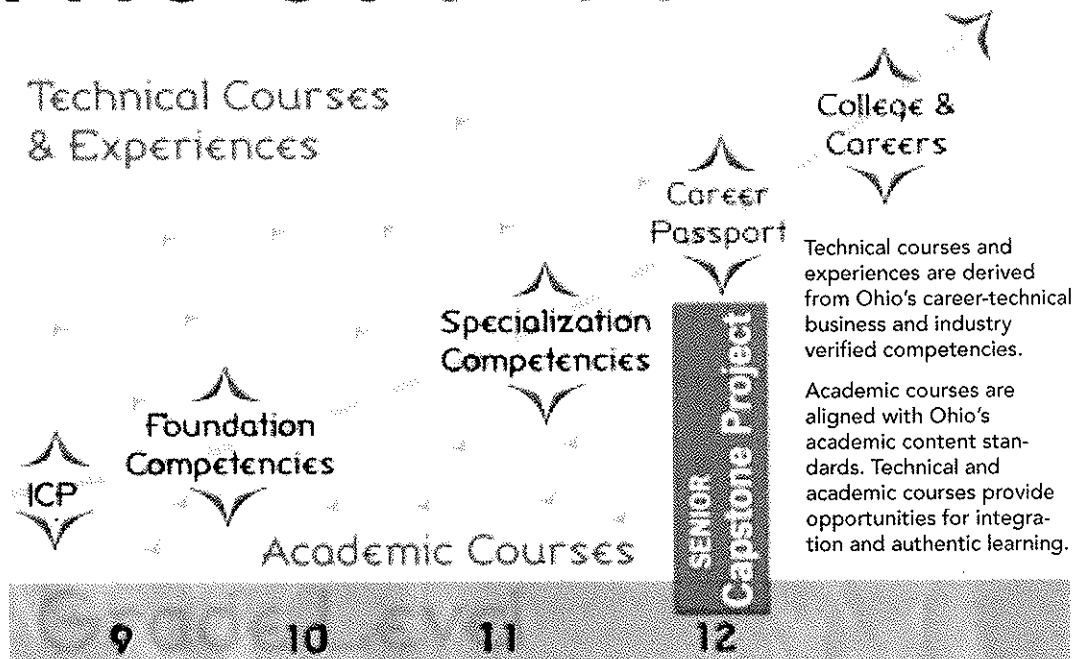 Technical Courses
& Experiences
College &
Careers
Career
Passport
Technical courses and
experiences are derived
from Ohio's career-technical
business and industry
verified competencies.
Specialization
Competencies
Academic courses are
aligned with Ohio's
academic content stan-
dards. Technical and
academic courses provide
opportunities for integra-
tion and authentic learning.
Foundation
Competencies
ICP
SENIOR
Capstone Project
Academic Courses
Grade Level
9 10 11 12